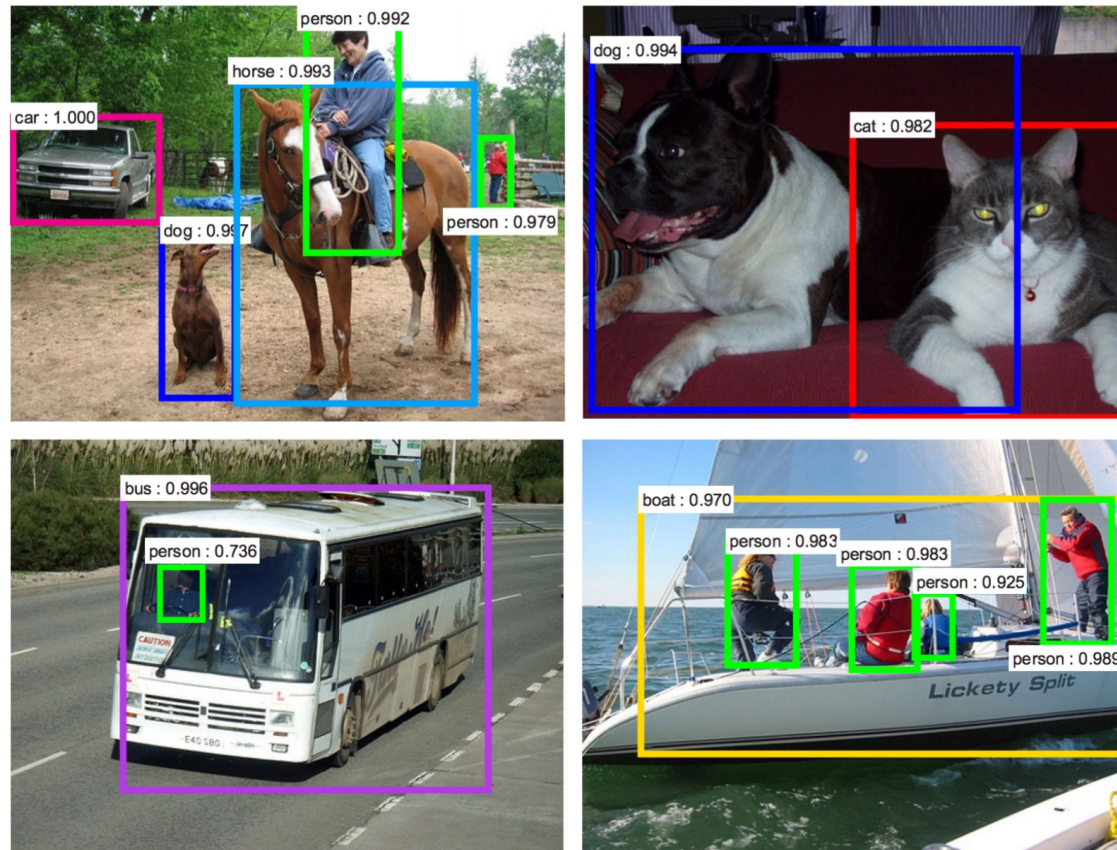 person : 0.992
horse : 0.993
car : 1.000
person : 0.979
dog : 0.997
dog : 0.994
cat : 0.982
bus : 0.996
person : 0.736
CAUTION
E40 SBO
L
boat : 0.970
person : 0.983
person : 0.983
person : 0.925
person : 0.989
Lickety Split